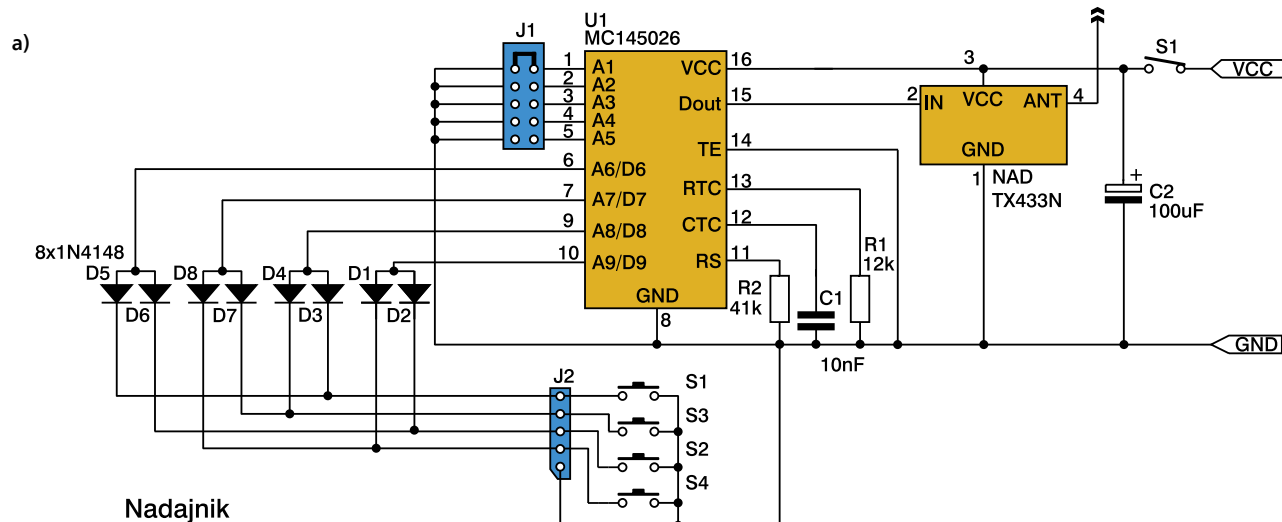 a)
J1
U1
MC145026
1 A1 VCC 16
2 A2
3 A3 Dout 15
4 A4
5 A5 TE 14
6 A6/D6
7 A7/D7 RTC 13
9 A8/D8 CTC 12
10 A9/D9 RS 11
GND
8
3
2 IN VCC ANT 4
GND
1 NAD
TX433N
S1
VCC
+
C2
100uF
R1
12k
R2
41k
C1
10nF
GND
8x1N4148
D5 D8 D4 D1
D6 D7 D3 D2
J2
S1
S3
S2
S4
Nadajnik